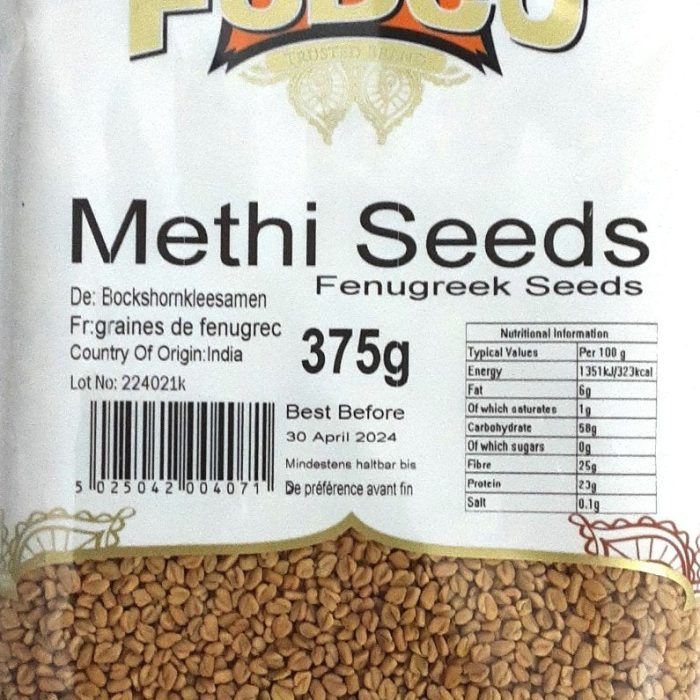 FUDCO
TRUSTED BRAND
Methi Seeds
Fenugreek Seeds
De: Bockshornkleesamen
Fr:graines de fenugrec
Country Of Origin:India
Lot No: 224021k
375g
Best Before
30 April 2024
Mindestens haltbar bis
De préférence avant fin
5 025042 004071
Nutritional Information
Typical Values Per 100 g
Energy 1351kJ/323kcal
Fat 6g
Of which saturates 1g
Carbohydrate 58g
Of which sugars 0g
Fibre 25g
Protein 23g
Salt 0.1g